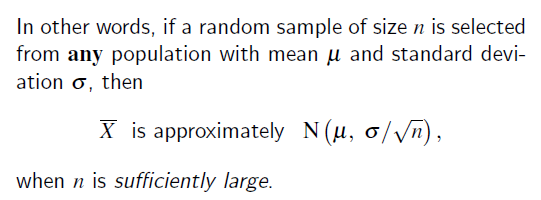 In other words, if a random sample of size n is selected
from any population with mean μ and standard devi-
ation σ, then
X̅ is approximately N(μ, σ/√n),
when n is sufficiently large.